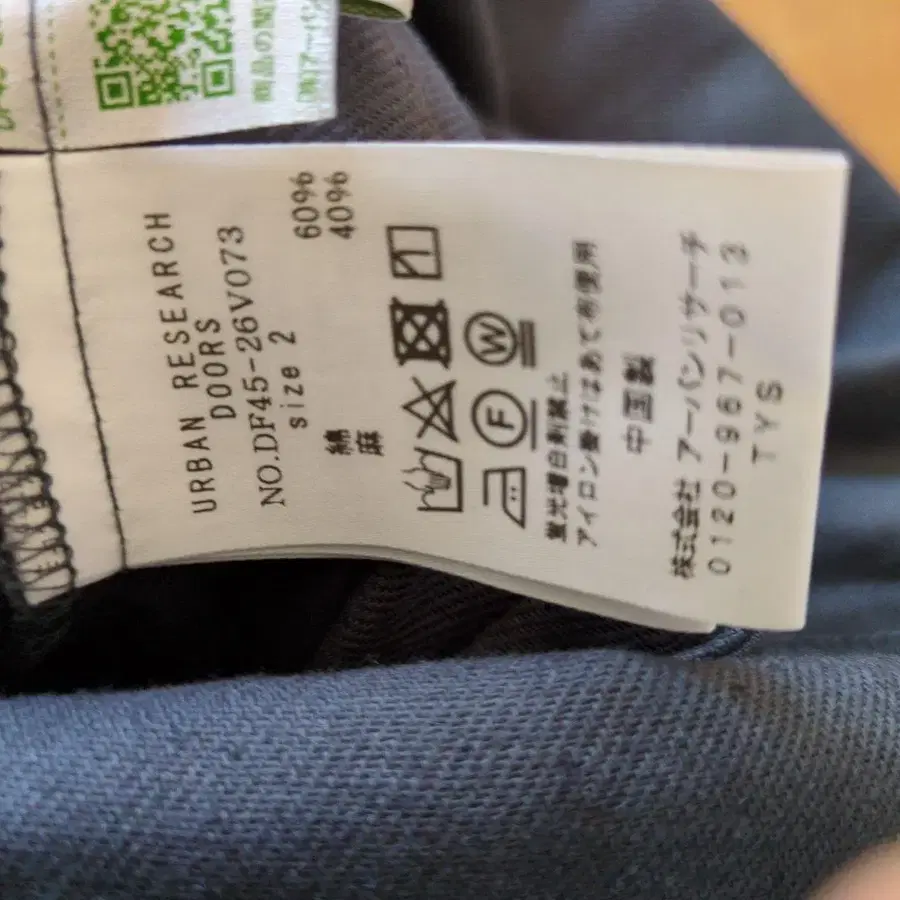 URBAN RESEARCH
DOORS
NO.DF45-26V073
size 2
綿 60%
麻 40%
W
F
蛍光増白剤禁止
アイロン掛けはあて布使用
中国製
株式会社 アーバンリサーチ
0120-967-013
TYS